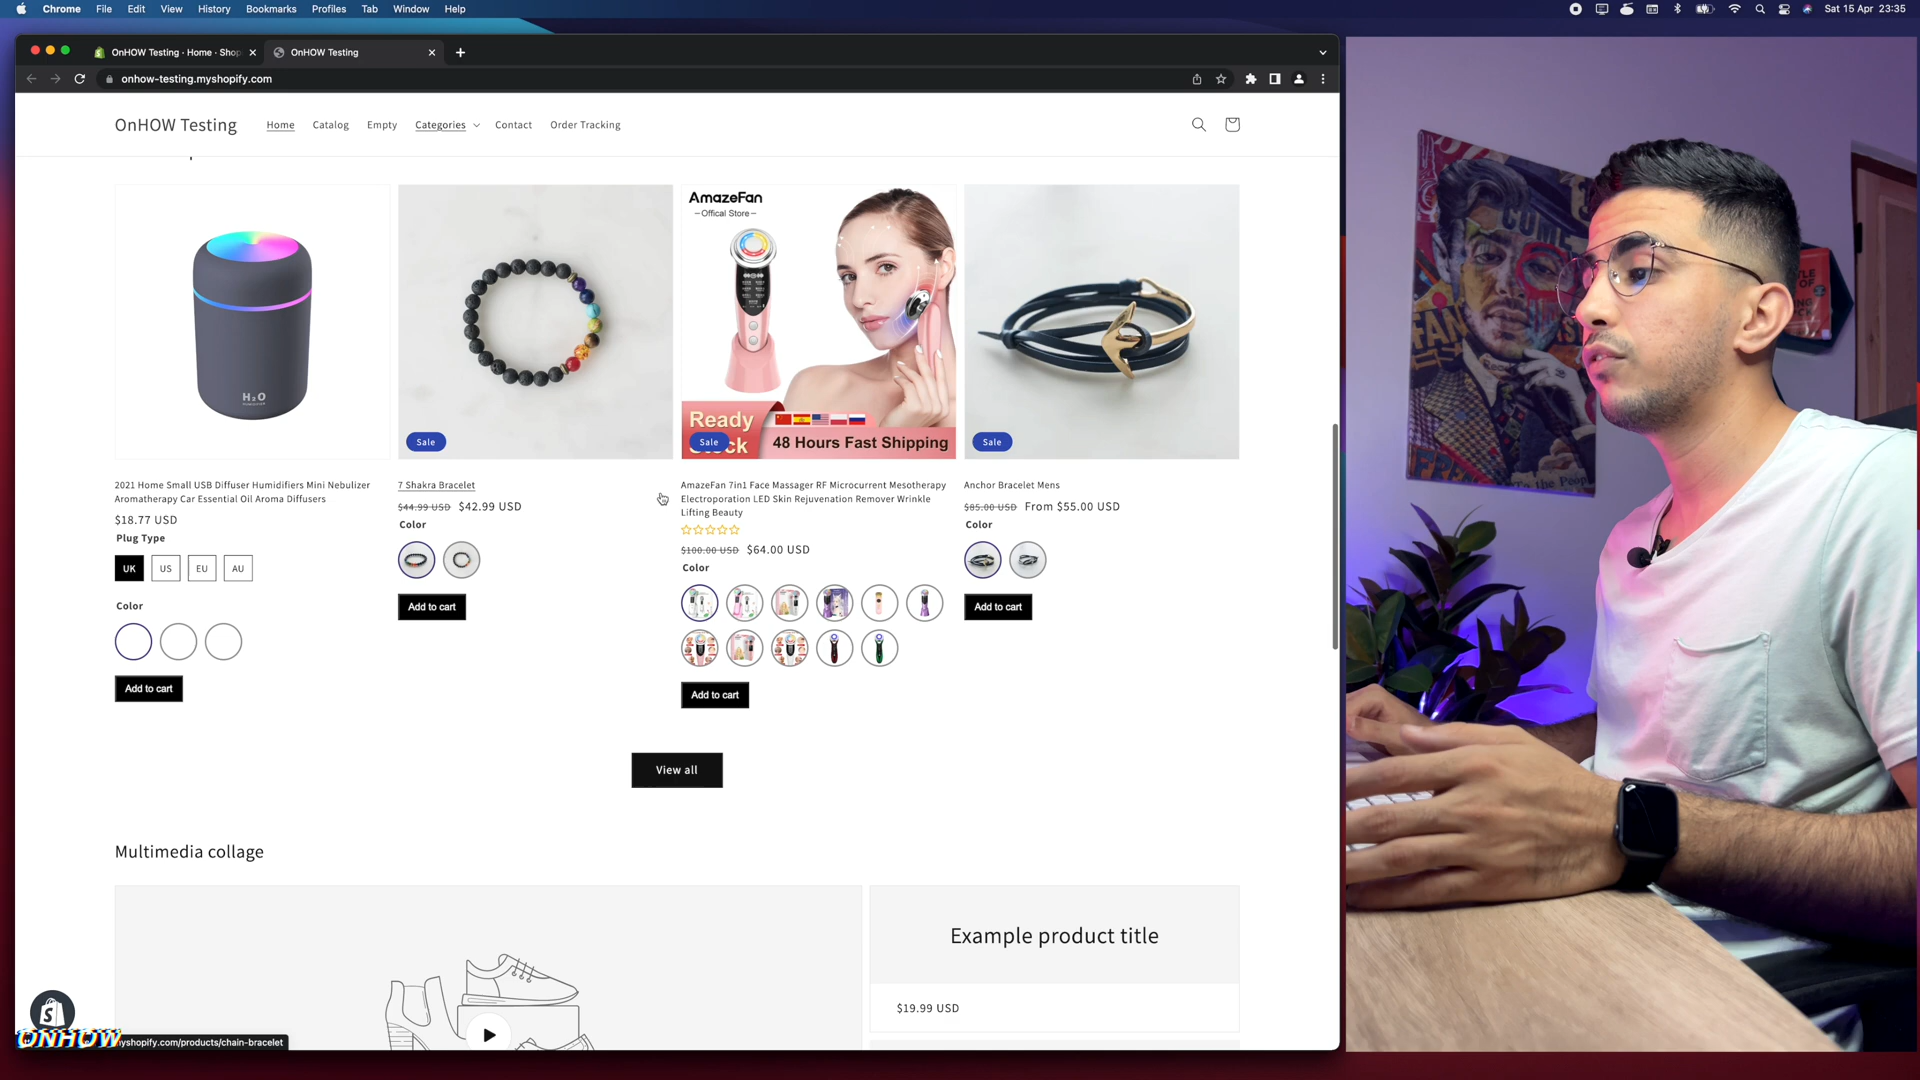 Chrome File Edit View History Bookmarks Profiles Tab Window Help
Sat 15 Apr 23:35
OnHOW Testing · Home · Shop
OnHOW Testing
onhow-testing.myshopify.com
OnHOW Testing
Home
Catalog
Empty
Categories
Contact
Order Tracking
AmazeFan
–Official Store–
H₂O
HUMIDIFIER
Ready
Stock
48 Hours Fast Shipping
Sale
Sale
Sale
2021 Home Small USB Diffuser Humidifiers Mini Nebulizer
Aromatherapy Car Essential Oil Aroma Diffusers
$18.77 USD
Plug Type
UK
US
EU
AU
Color
Add to cart
7 Shakra Bracelet
$44.99 USD $42.99 USD
Color
Add to cart
AmazeFan 7in1 Face Massager RF Microcurrent Mesotherapy
Electroporation LED Skin Rejuvenation Remover Wrinkle
Lifting Beauty
$100.00 USD $64.00 USD
Color
Add to cart
Anchor Bracelet Mens
$85.00 USD From $55.00 USD
Color
Add to cart
View all
Multimedia collage
Example product title
$19.99 USD
ONHOW
myshopify.com/products/chain-bracelet